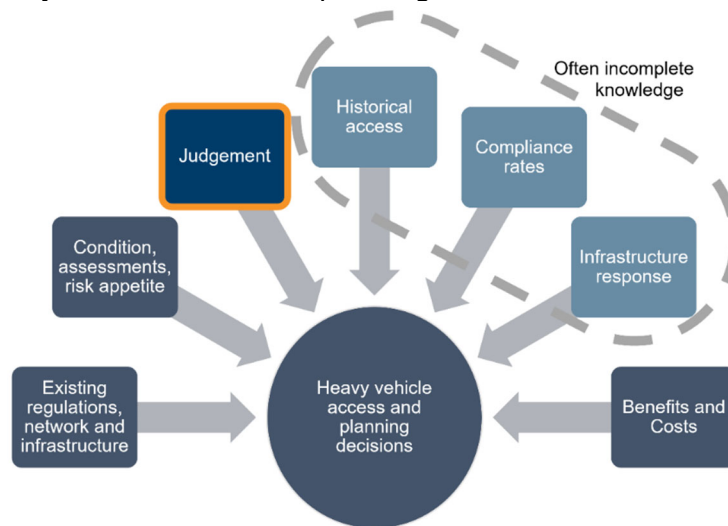 Often incomplete
knowledge
Historical
access
Judgement
Compliance
rates
Condition,
assessments,
risk appetite
Infrastructure
response
Existing
regulations,
network and
infrastructure
Heavy vehicle
access and
planning
decisions
Benefits and
Costs